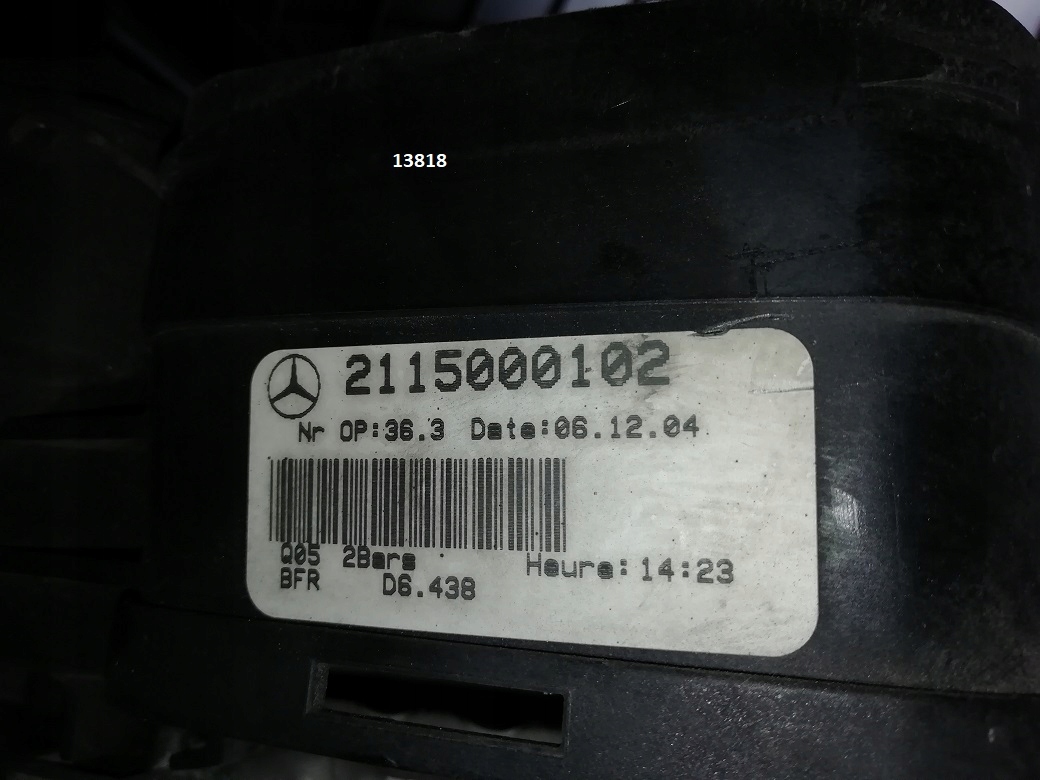 13818
2115000102
Nr OP:36.3 Date:06.12.04
Q05 2Bars Heure:14:23
BFR D6.438